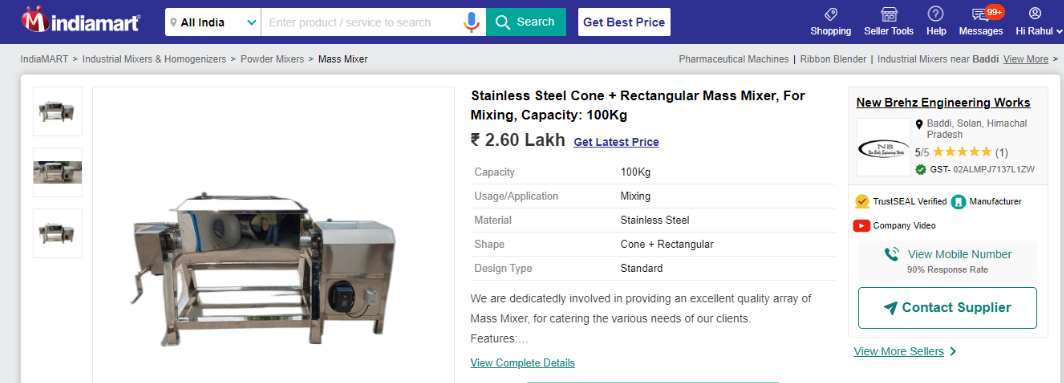 indiamart
All India
Enter product / service to search
Search
Get Best Price
Shopping
Seller Tools
Help
99+
Messages
Hi Rahul
IndiaMART > Industrial Mixers & Homogenizers > Powder Mixers > Mass Mixer
Pharmaceutical Machines | Ribbon Blender | Industrial Mixers near Baddi View More >
Stainless Steel Cone + Rectangular Mass Mixer, For
Mixing, Capacity: 100Kg
₹ 2.60 Lakh Get Latest Price
Capacity 100Kg
Usage/Application Mixing
Material Stainless Steel
Shape Cone + Rectangular
Design Type Standard
We are dedicatedly involved in providing an excellent quality array of
Mass Mixer, for catering the various needs of our clients.
Features:…
View Complete Details
New Brehz Engineering Works
NB
Baddi, Solan, Himachal
Pradesh
5/5 ★★★★★ (1)
GST- 02ALMPJ7137L1ZW
TrustSEAL Verified
Manufacturer
Company Video
View Mobile Number
90% Response Rate
Contact Supplier
View More Sellers >